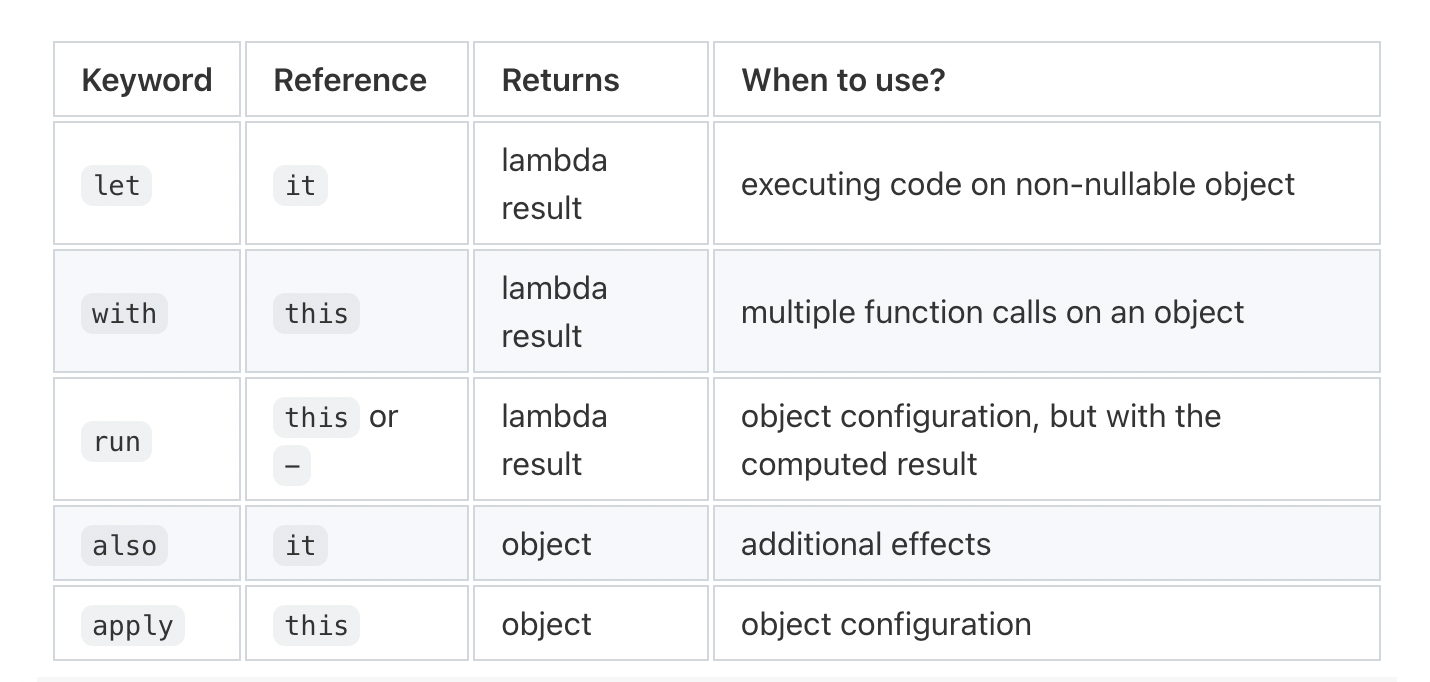 Keyword Reference Returns When to use?
let it lambda result executing code on non-nullable object
with this lambda result multiple function calls on an object
run this or – lambda result object configuration, but with the computed result
also it object additional effects
apply this object object configuration